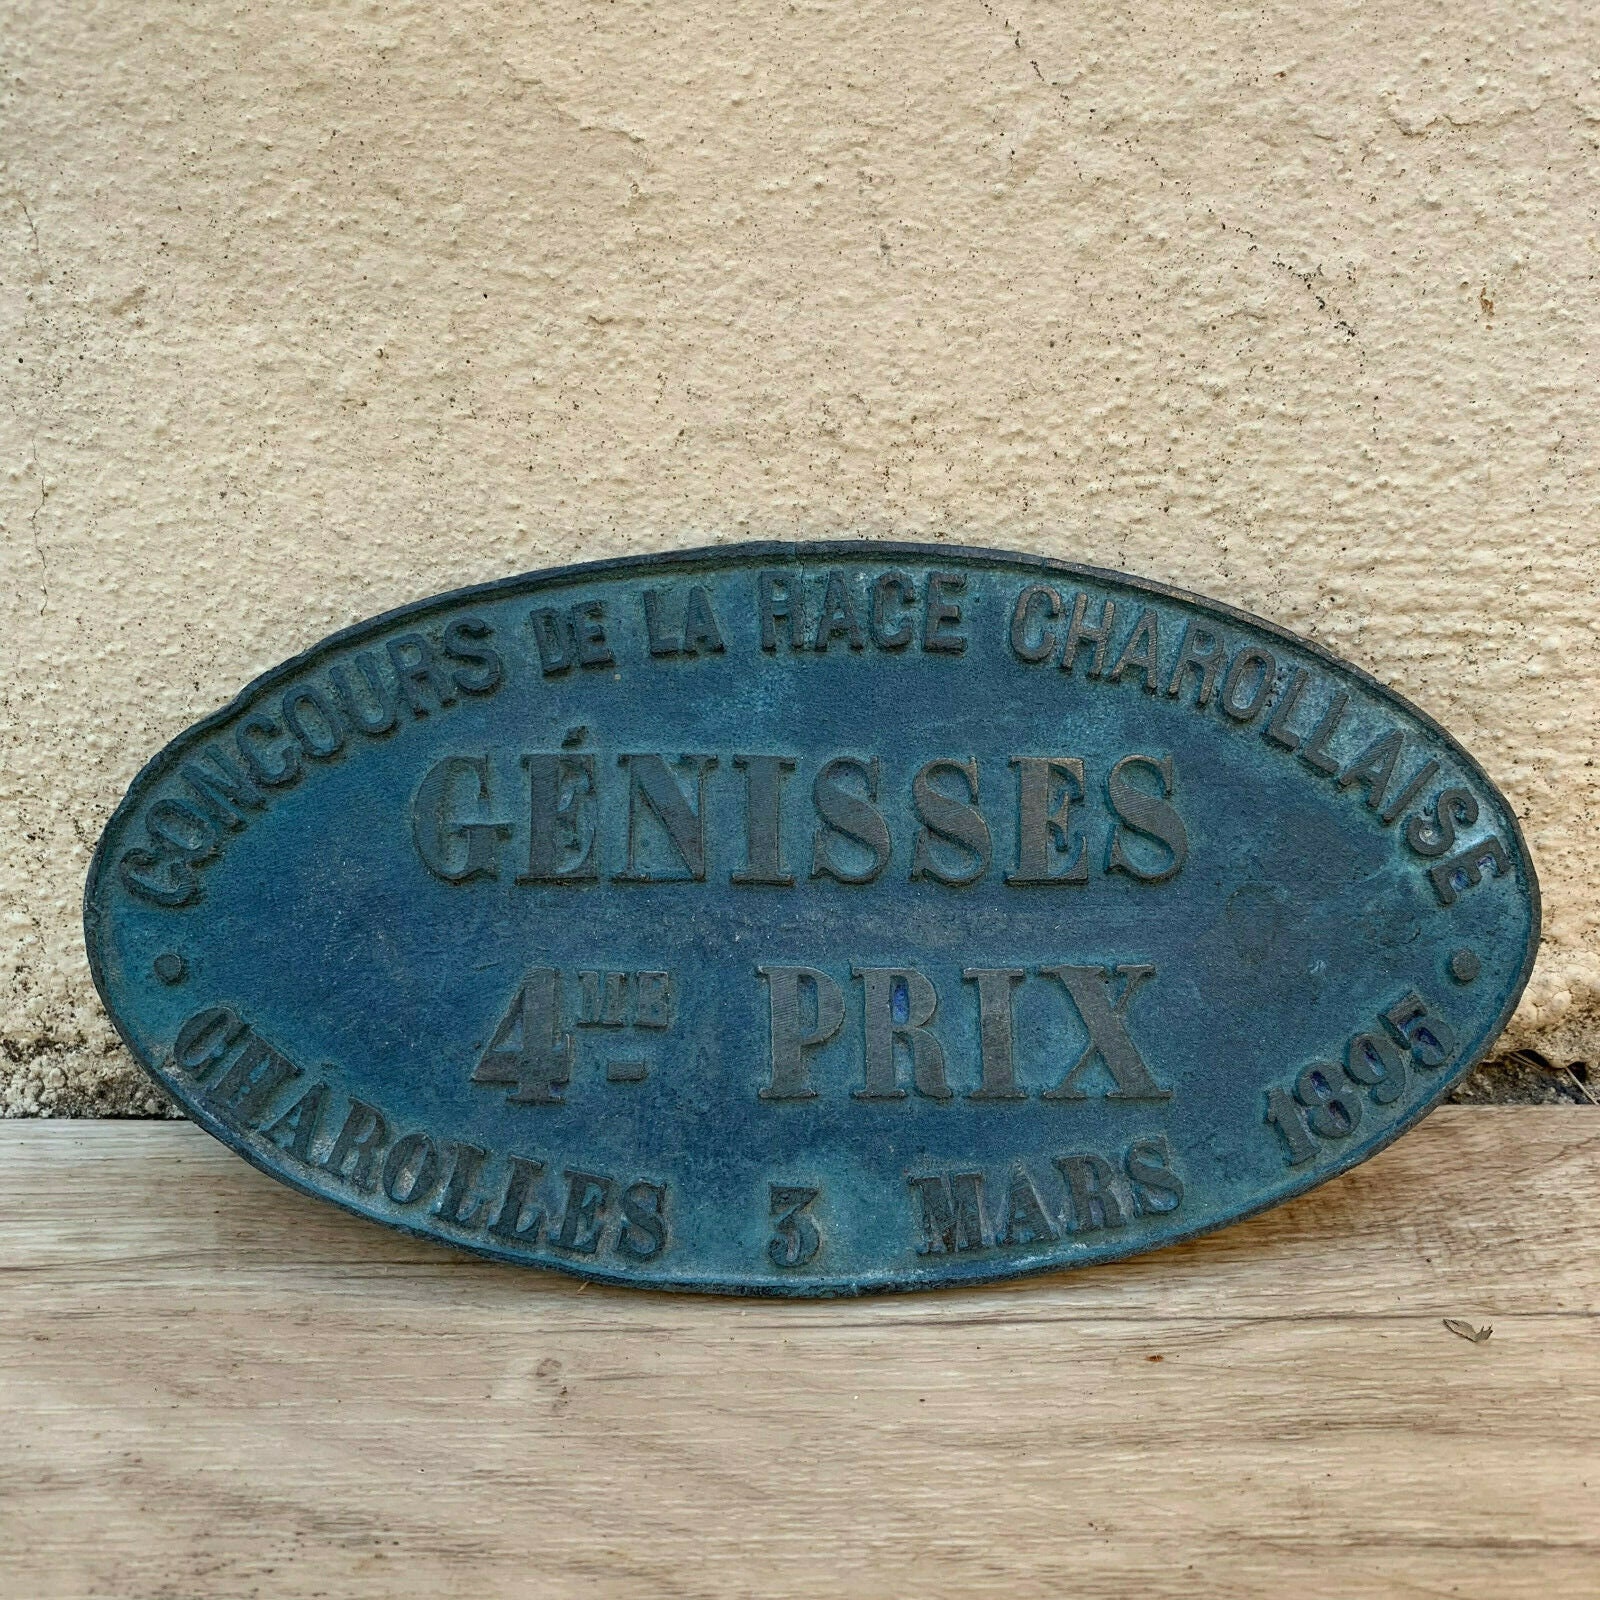 CONCOURS DE LA RACE CHAROLLAISE
GÉNISSES
4ME PRIX
• CHAROLLES 3 MARS 1895 •